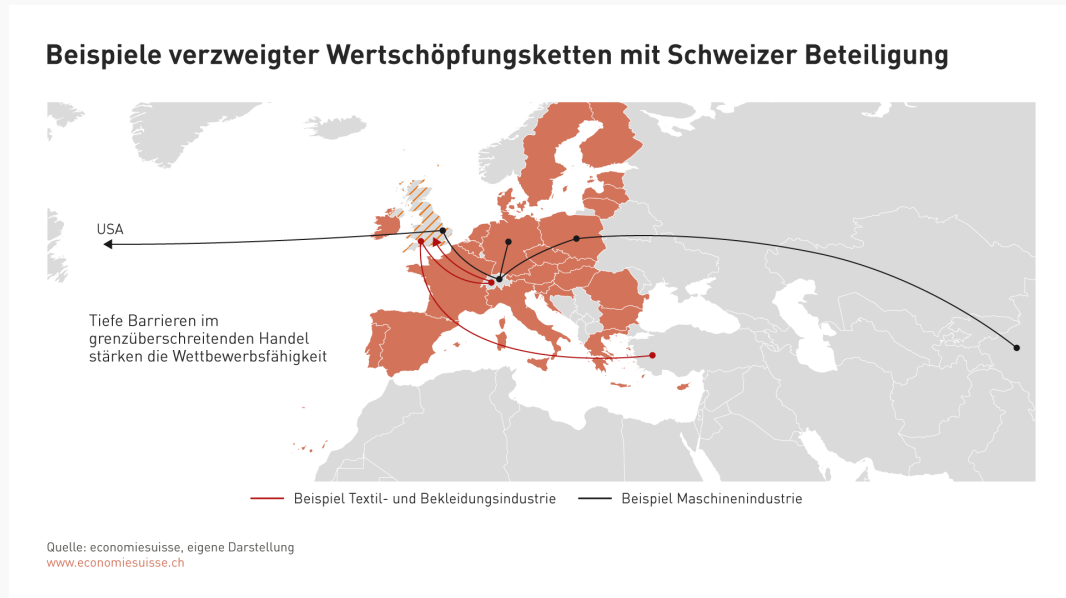 Beispiele verzweigter Wertschöpfungsketten mit Schweizer Beteiligung
USA
Tiefe Barrieren im
grenzüberschreitenden Handel
stärken die Wettbewerbsfähigkeit
Beispiel Textil- und Bekleidungsindustrie
Beispiel Maschinenindustrie
Quelle: economiesuisse, eigene Darstellung
www.economiesuisse.ch